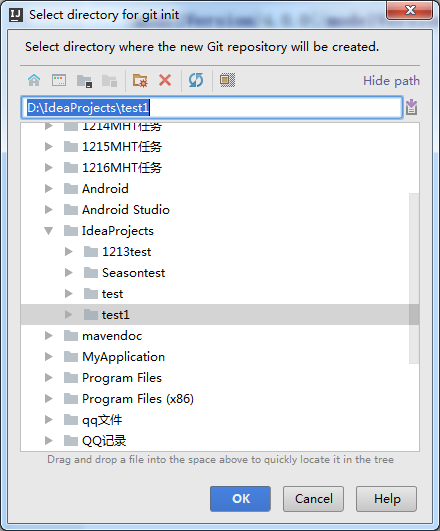 Select directory for git init
Select directory where the new Git repository will be created.
Hide path
D:\IdeaProjects\test1
1214MHT任务
1215MHT任务
1216MHT任务
Android
Android Studio
IdeaProjects
1213test
Seasontest
test
test1
mavendoc
MyApplication
Program Files
Program Files (x86)
qq文件
QQ记录
Drag and drop a file into the space above to quickly locate it in the tree
OK
Cancel
Help